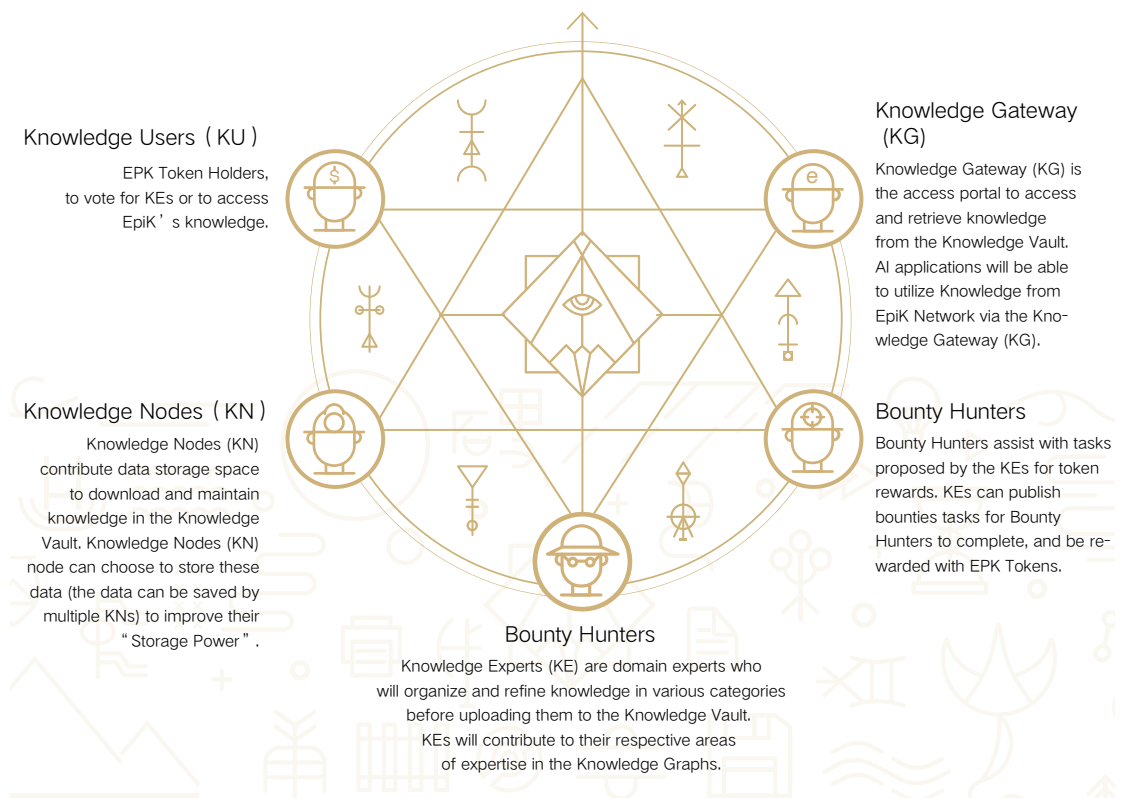 Knowledge Users ( KU )
EPK Token Holders,
to vote for KEs or to access
EpiK ’ s knowledge.
$
e
Knowledge Gateway
(KG)
Knowledge Gateway (KG) is
the access portal to access
and retrieve knowledge
from the Knowledge Vault.
AI applications will be able
to utilize Knowledge from
EpiK Network via the Kno-
wledge Gateway (KG).
Knowledge Nodes ( KN )
Knowledge Nodes (KN)
contribute data storage space
to download and maintain
knowledge in the Knowledge
Vault. Knowledge Nodes (KN)
node can choose to store these
data (the data can be saved by
multiple KNs) to improve their
“ Storage Power ” .
Bounty Hunters
Bounty Hunters assist with tasks
proposed by the KEs for token
rewards. KEs can publish
bounties tasks for Bounty
Hunters to complete, and be re-
warded with EPK Tokens.
Bounty Hunters
Knowledge Experts (KE) are domain experts who
will organize and refine knowledge in various categories
before uploading them to the Knowledge Vault.
KEs will contribute to their respective areas
of expertise in the Knowledge Graphs.